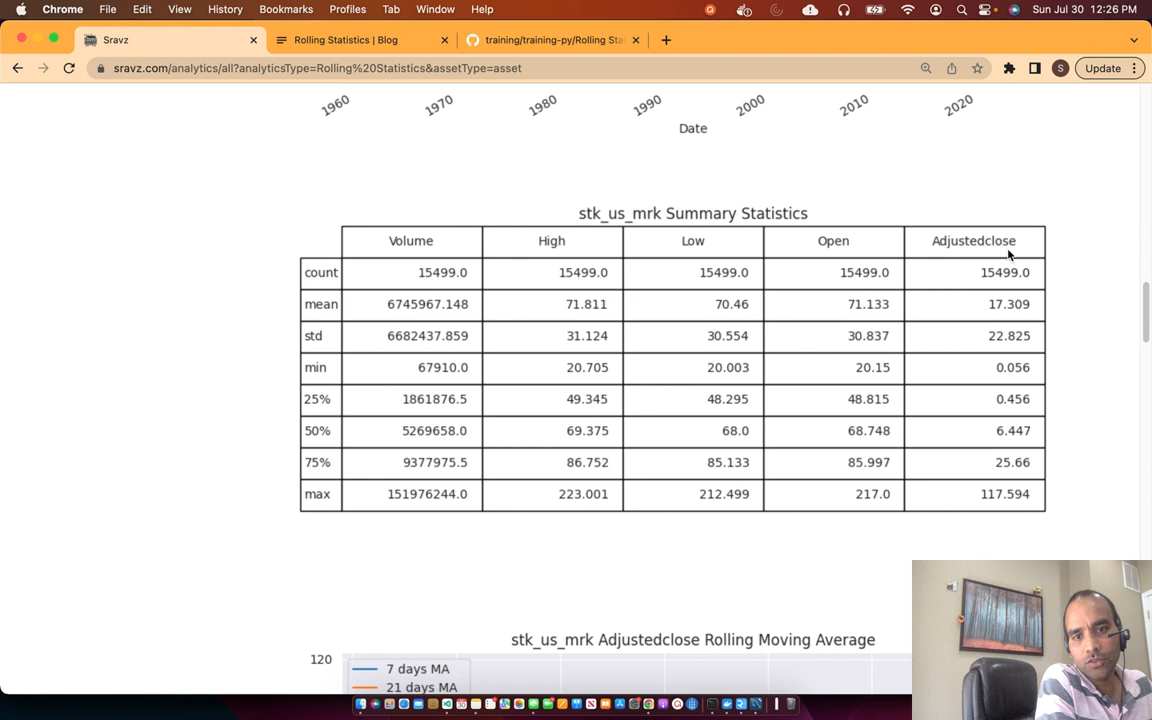 Chrome File Edit View History Bookmarks Profiles Tab Window Help Sun Jul 30 12:26 PM
Sravz Rolling Statistics | Blog training/training-py/Rolling Sta
sravz.com/analytics/all?analyticsType=Rolling%20Statistics&assetType=asset S Update
1960 1970 1980 1990 2000 2010 2020
Date
stk_us_mrk Summary Statistics
Volume High Low Open Adjustedclose
count 15499.0 15499.0 15499.0 15499.0 15499.0
mean 6745967.148 71.811 70.46 71.133 17.309
std 6682437.859 31.124 30.554 30.837 22.825
min 67910.0 20.705 20.003 20.15 0.056
25% 1861876.5 49.345 48.295 48.815 0.456
50% 5269658.0 69.375 68.0 68.748 6.447
75% 9377975.5 86.752 85.133 85.997 25.66
max 151976244.0 223.001 212.499 217.0 117.594
stk_us_mrk Adjustedclose Rolling Moving Average
120
7 days MA
21 days MA